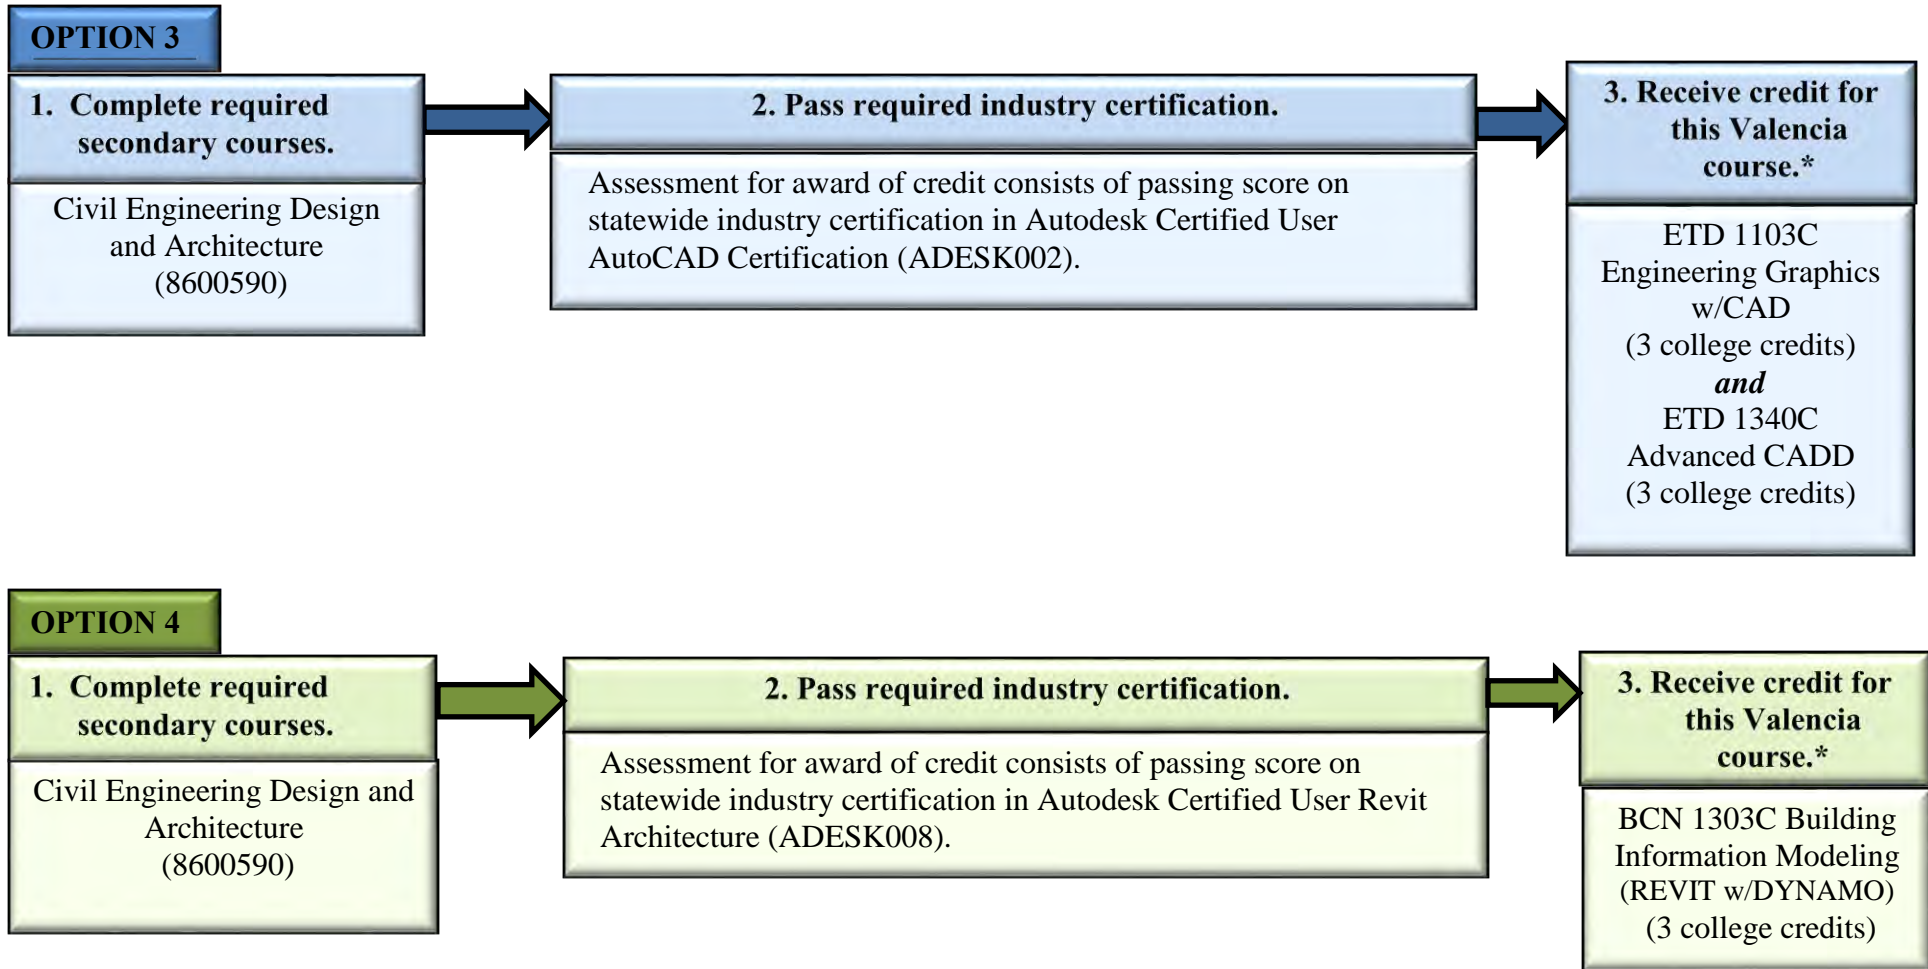 OPTION 3
1. Complete required
secondary courses.
Civil Engineering Design
and Architecture
(8600590)
2. Pass required industry certification.
Assessment for award of credit consists of passing score on
statewide industry certification in Autodesk Certified User
AutoCAD Certification (ADESK002).
3. Receive credit for
this Valencia
course.*
ETD 1103C
Engineering Graphics
w/CAD
(3 college credits)
and
ETD 1340C
Advanced CADD
(3 college credits)
OPTION 4
1. Complete required
secondary courses.
Civil Engineering Design and
Architecture
(8600590)
2. Pass required industry certification.
Assessment for award of credit consists of passing score on
statewide industry certification in Autodesk Certified User Revit
Architecture (ADESK008).
3. Receive credit for
this Valencia
course.*
BCN 1303C Building
Information Modeling
(REVIT w/DYNAMO)
(3 college credits)